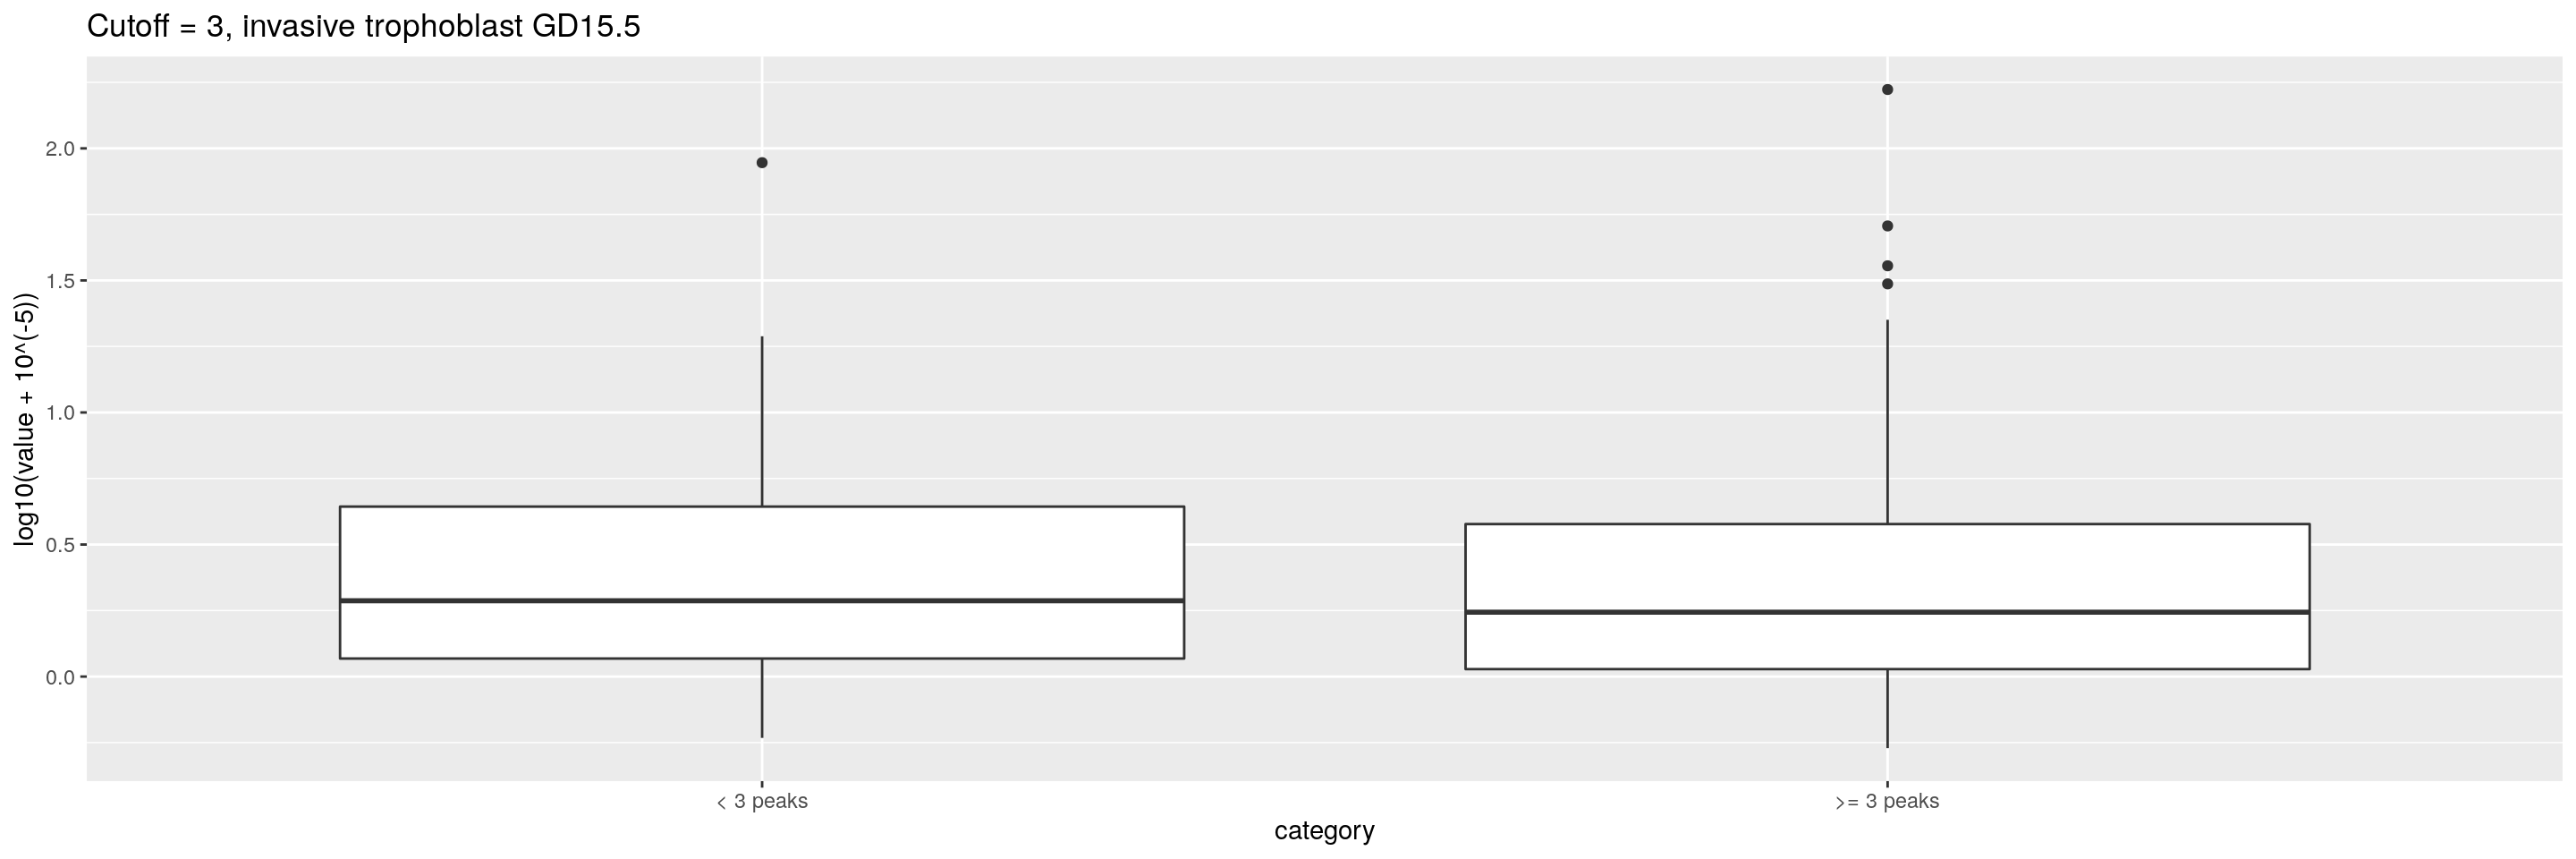 Cutoff = 3, invasive trophoblast GD15.5
log10(value + 10^(-5))
2.0
1.5
1.0
0.5
0.0
< 3 peaks
>= 3 peaks
category